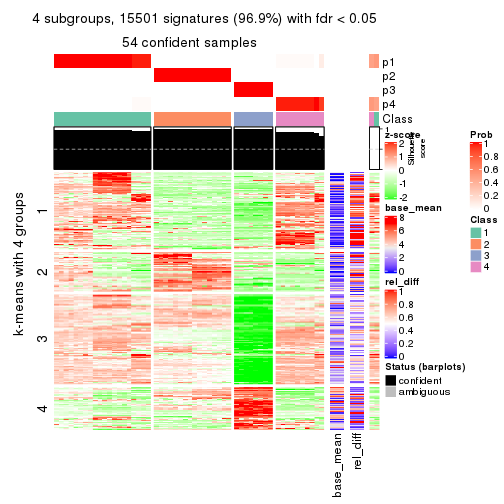 4 subgroups, 15501 signatures (96.9%) with fdr < 0.05
54 confident samples
p1
p2
p3
p4
Class
1
Silhouette
score
k-means with 4 groups
1
2
3
4
base_mean
rel_diff
z-score
2
1
0
-1
-2
base_mean
8
6
4
2
0
rel_diff
1
0.8
0.6
0.4
0.2
0
Status (barplots)
confident
ambiguous
Prob
1
0.8
0.6
0.4
0.2
0
Class
1
2
3
4